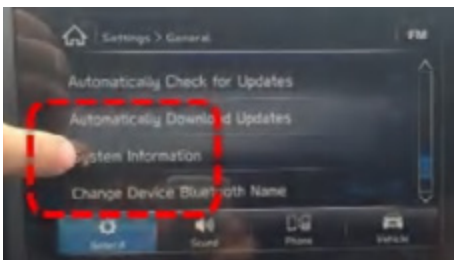 Settings > General
FM
Automatically Check for Updates
Automatically Download Updates
System Information
Change Device Bluetooth Name
General
Sound
Phone
Vehicle